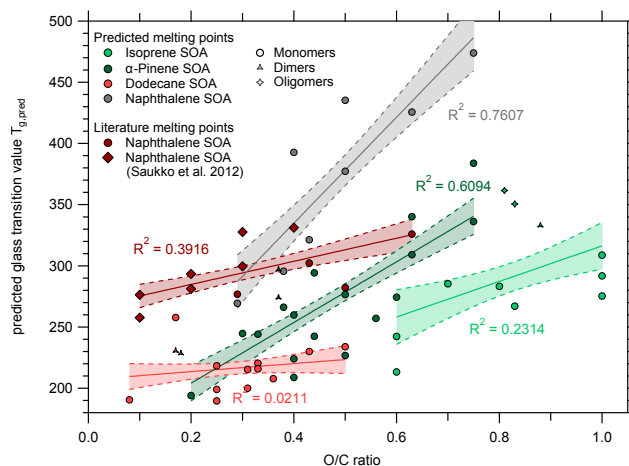 predicted glass transition value T_g,pred
500
450
400
350
300
250
200
Predicted melting points
Isoprene SOA
α-Pinene SOA
Dodecane SOA
Naphthalene SOA
Monomers
Dimers
Oligomers
Literature melting points
Naphthalene SOA
Naphthalene SOA
(Saukko et al. 2012)
R² = 0.7607
R² = 0.6094
R² = 0.3916
R² = 0.2314
R² = 0.0211
0.0 0.2 0.4 0.6 0.8 1.0
O/C ratio